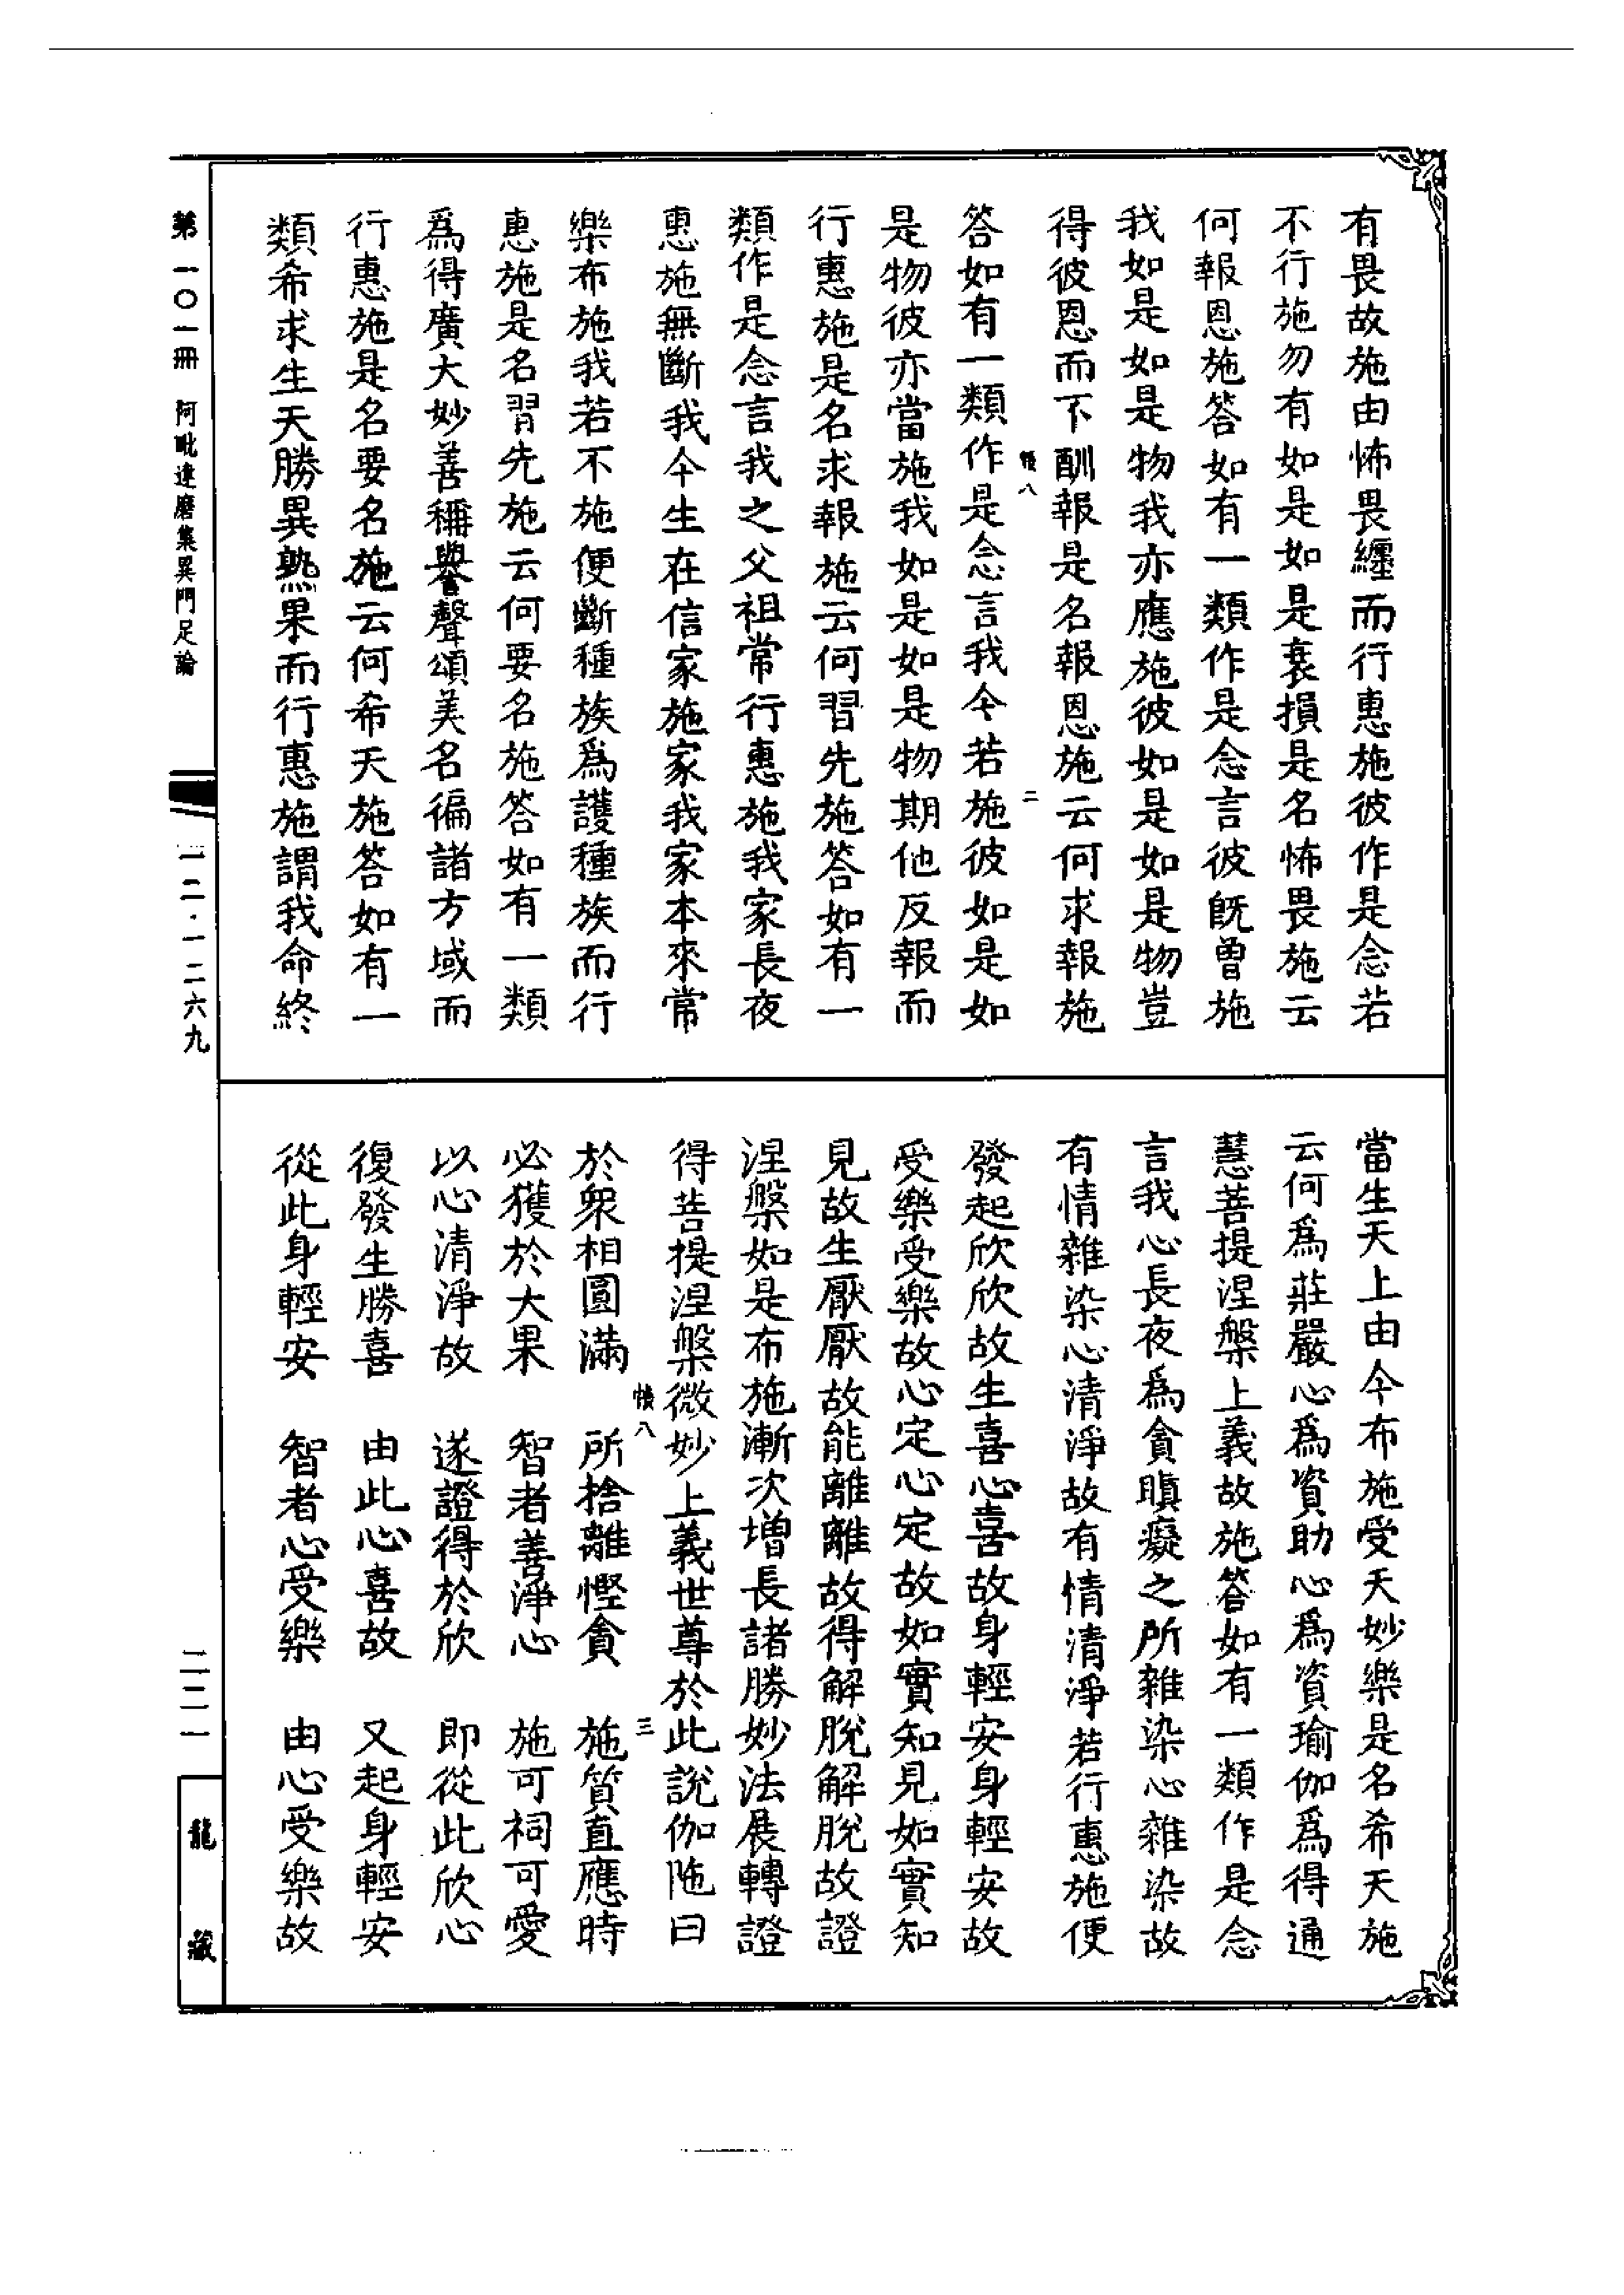 有畏故施由怖畏纏而行惠施彼作是念若
不行施勿有如是如是衰損是名怖畏施云
何報恩施答如有一類作是念言彼既曾施
我如是如是物我亦應施彼如是如是物豈
得彼恩而不酬報是名報恩施云何求報施
帳八
二
答如有一類作是念言我今若施彼如是如
是物彼亦當施我如是如是物期他反報而
行惠施是名求報施云何習先施答如有一
類作是念言我之父祖常行惠施我家長夜
惠施無斷我今生在信家施家我家本來常
樂布施我若不施便斷種族爲護種族而行
惠施是名習先施云何要名施答如有一類
爲得廣大妙善稱譽聲頌美名徧諸方域而
行惠施是名要名施云何希天施答如有一
類希求生天勝異熟果而行惠施謂我命終
當生天上由今布施受天妙樂是名希天施
云何爲莊嚴心爲資助心爲資瑜伽爲得通
慧菩提涅槃上義故施答如有一類作是念
言我心長夜爲貪瞋癡之所雜染心雜染故
有情雜染心清淨故有情清淨若行惠施便
發起欣欣故生喜心喜故身輕安身輕安故
受樂受樂故心定心定故如實知見如實知
見故生厭厭故能離離故得解脫解脫故證
涅槃如是布施漸次增長諸勝妙法展轉證
得菩提涅槃微妙上義世尊於此說伽陁曰
帳八
三
於眾相圓滿　所捨離慳貪　施質直應時
必獲於大果　智者善淨心　施可祠可愛
以心清淨故　遂證得於欣　即從此欣心
復發生勝喜　由此心喜故　又起身輕安
從此身輕安　智者心受樂　由心受樂故
第一〇一冊　阿毗達磨集異門足論
一二·一二六九
二二一
龍藏